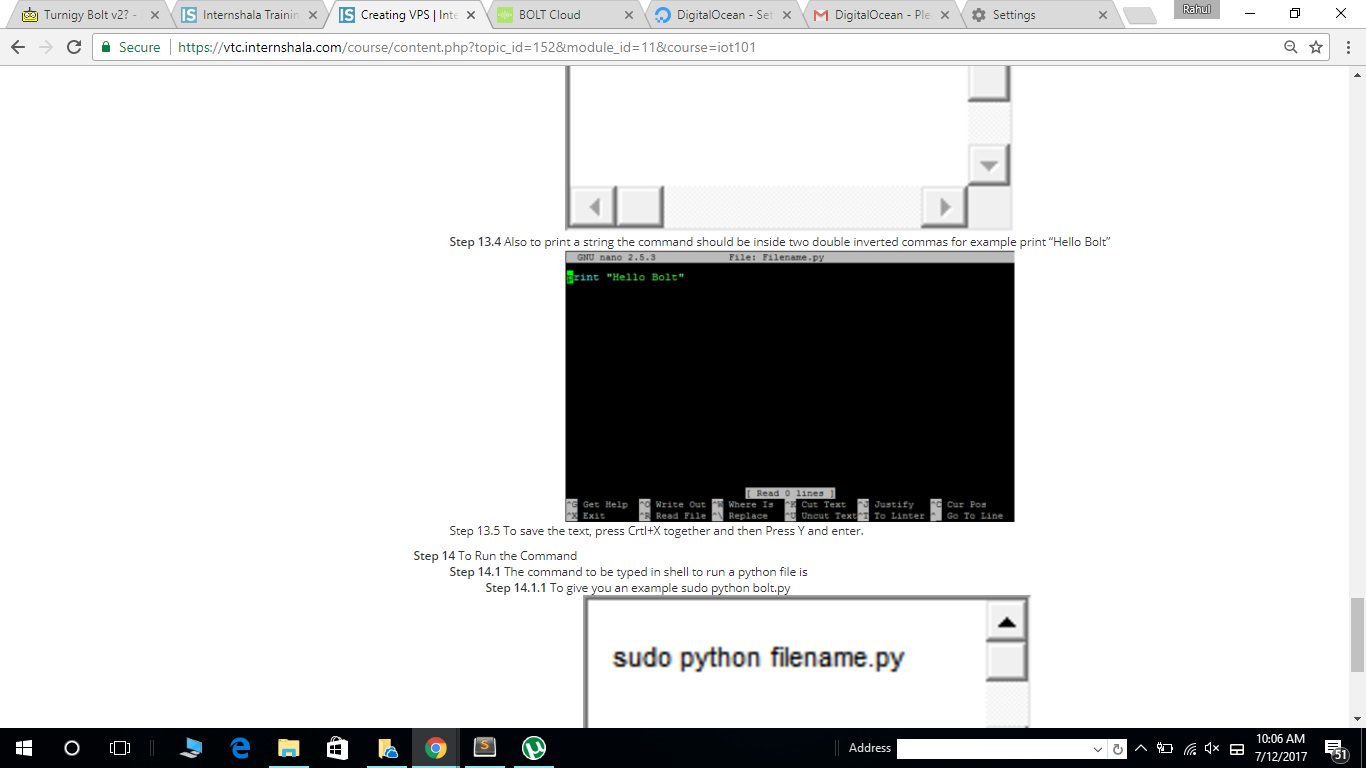 Turnigy Bolt v2? -
Internshala Trainin
Creating VPS | Inte
BOLT Cloud
DigitalOcean - Set
DigitalOcean - Ple
Settings
Rahul
Secure
https://vtc.internshala.com/course/content.php?topic_id=152&module_id=11&course=iot101
Step 13.4 Also to print a string the command should be inside two double inverted commas for example print “Hello Bolt”
GNU nano 2.5.3 File: Filename.py
print "Hello Bolt"
[ Read 0 lines ]
^G Get Help ^O Write Out ^W Where Is ^K Cut Text ^J Justify ^C Cur Pos
^X Exit ^R Read File ^\ Replace ^U Uncut Text ^T To Linter ^_ Go To Line
Step 13.5 To save the text, press Crtl+X together and then Press Y and enter.
Step 14 To Run the Command
Step 14.1 The command to be typed in shell to run a python file is
Step 14.1.1 To give you an example sudo python bolt.py
sudo python filename.py
Address
10:06 AM
7/12/2017
51